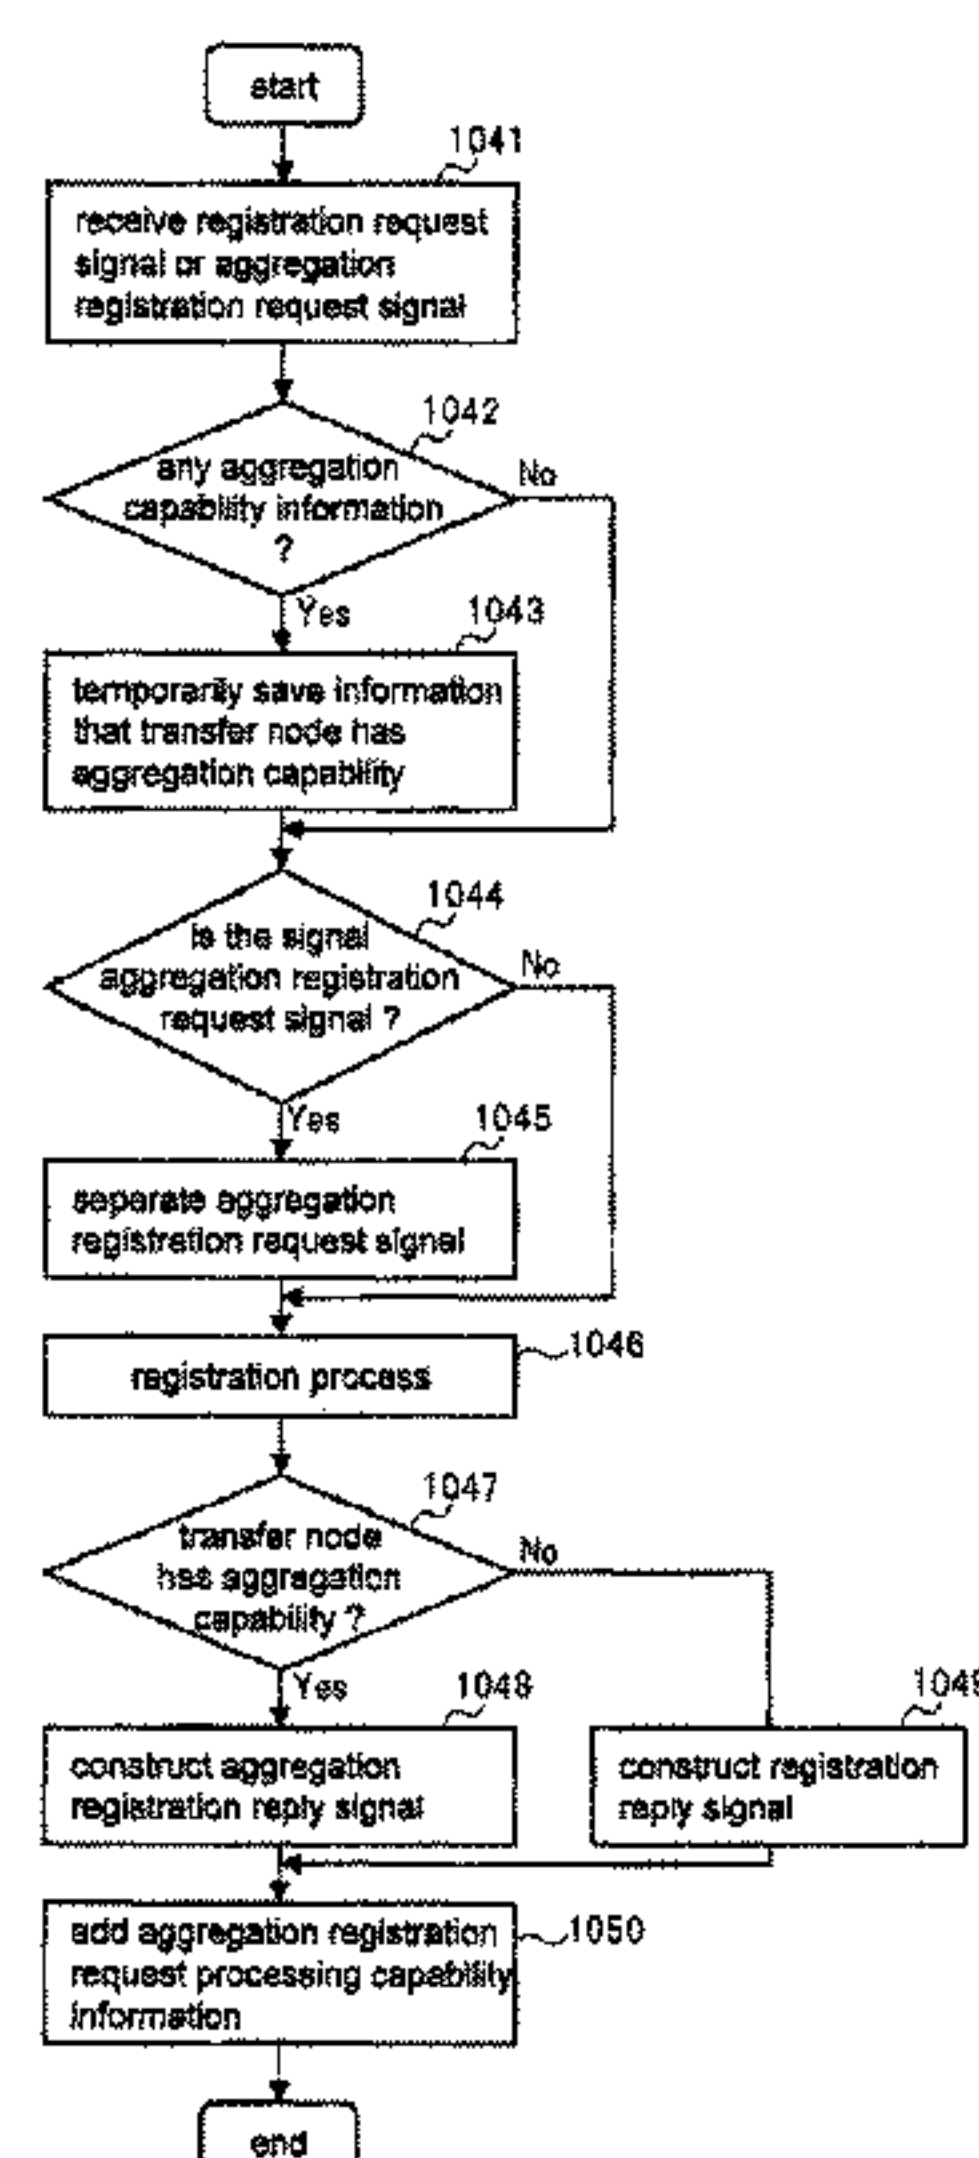 start
1041
receive registration request
signal or aggregation
registration request signal
1042
any aggregation
capability information
?
No
Yes
1043
temporarily save information
that transfer node has
aggregation capability
1044
is the signal
aggregation registration
request signal ?
No
Yes
1045
separate aggregation
registration request signal
registration process
1046
1047
transfer node
has aggragation
capability ?
No
Yes
1048
construct aggregation
registration reply signal
1049
construct registration
reply signal
add aggregation registration
request processing capability
information
1050
end